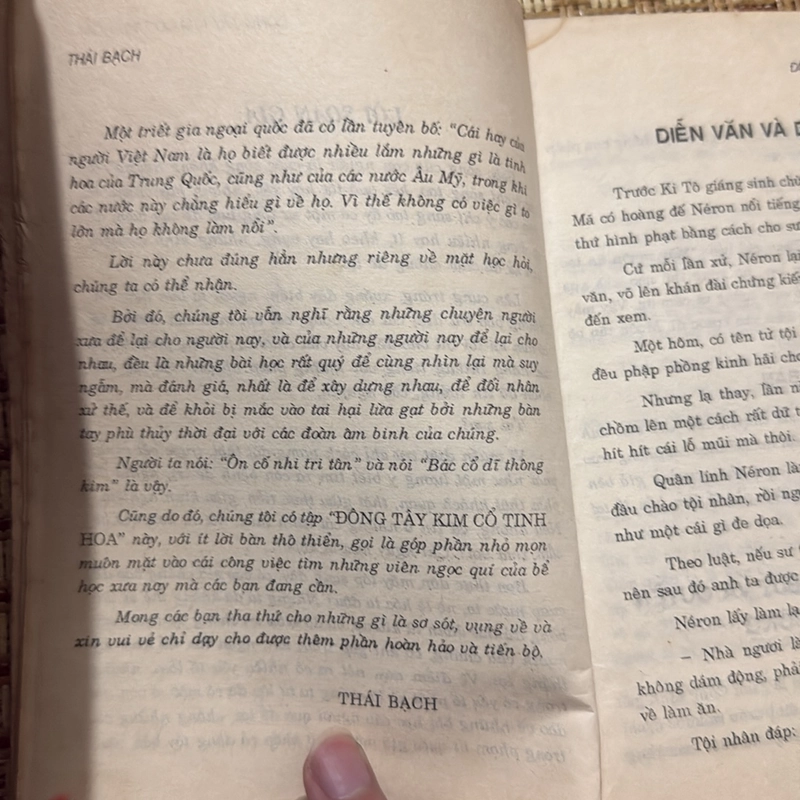 THÁI BẠCH
Một triết gia ngoại quốc đã có lần tuyên bố: "Cái hay của
người Việt Nam là họ biết được nhiều lắm những gì là tinh
hoa của Trung Quốc, cũng như của các nước Âu Mỹ, trong khi
các nước này chẳng hiểu gì về họ. Vì thế không có việc gì to
lớn mà họ không làm nổi".
Lời này chưa đúng hẳn nhưng riêng về mặt học hỏi,
chúng ta có thể nhận.
Bởi đó, chúng tôi vẫn nghĩ rằng những chuyện người
xưa để lại cho người nay, và của những người nay để lại cho
nhau, đều là những bài học rất quý để cùng nhìn lại mà suy
ngẫm, mà đánh giá, nhất là để xây dựng nhau, để đối nhân
xử thế, và để khỏi bị mắc vào tai hại lừa gạt bởi những bàn
tay phù thủy thời đại với các đoàn âm binh của chúng.
Người ta nói: "Ôn cố nhi tri tân" và nói "Bác cổ dĩ thông
kim" là vậy.
Cũng do đó, chúng tôi có tập "ĐÔNG TÂY KIM CỔ TINH
HOA" này, với ít lời bàn thô thiển, gọi là góp phần nhỏ mọn
muôn mặt vào cái công việc tìm những viên ngọc quí của bể
học xưa nay mà các bạn đang cần.
Mong các bạn tha thứ cho những gì là sơ sót, vụng về và
xin vui vẻ chỉ dạy cho được thêm phần hoàn hảo và tiến bộ.
THÁI BẠCH
DIỄN VĂN VÀ
Trước Ki Tô giáng sinh
Mã có hoàng đế Néron nổi tiếng
thứ hình phạt bằng cách cho
Cứ mỗi lần xử, Néron lại
văn, võ lên khán đài chứng kiến
đến xem.
Một hôm, có tên tử tội
đều phập phồng kinh hãi
Nhưng lạ thay, lần
chồm lên một cách rất dữ
hít hít cái lỗ mũi mà thôi.
Quân lính Néron
đầu chào tội nhân, rồi
như một cái gì đe dọa.
Theo luật, nếu sư
nên sau đó anh ta được
Néron lấy làm lạ
– Nhà ngươi
không dám động,
về làm ăn.
Tội nhân đáp: